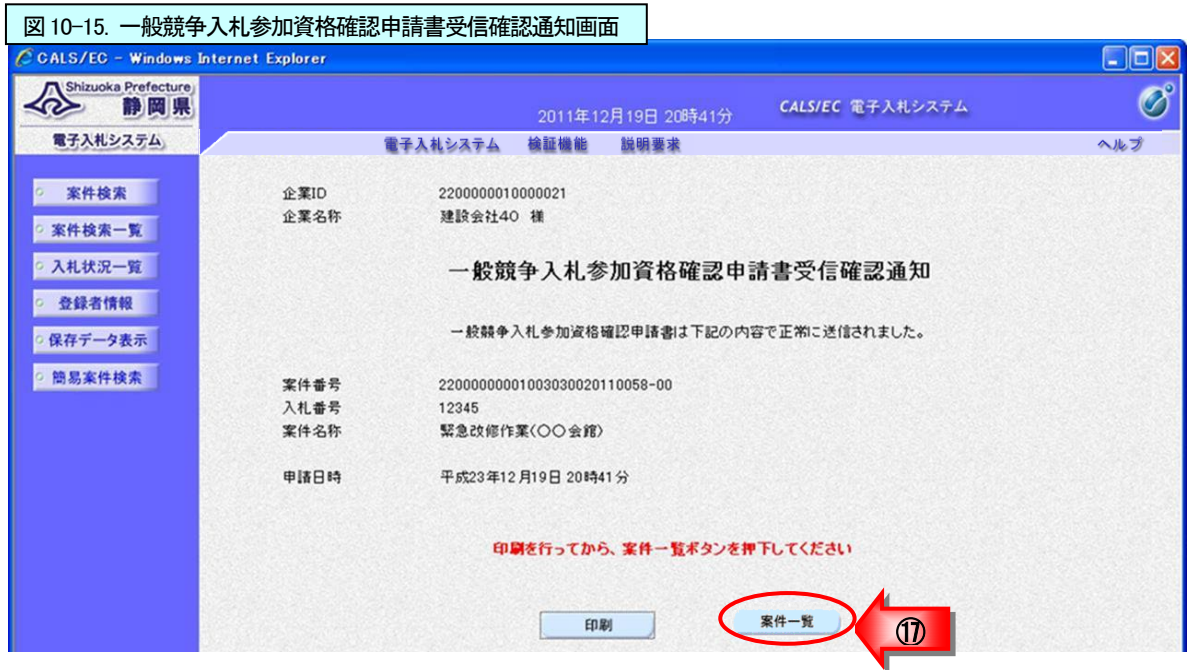 図 10-15. 一般競争入札参加資格確認申請書受信確認通知画面
CALS/EC - Windows Internet Explorer
Shizuoka Prefecture
静岡県
2011年12月19日 20時41分
CALS/EC 電子入札システム
電子入札システム
電子入札システム 検証機能 説明要求
ヘルプ
案件検索
案件検索一覧
入札状況一覧
登録者情報
保存データ表示
簡易案件検索
企業ID 2200000010000021
企業名称 建設会社40 様
一般競争入札参加資格確認申請書受信確認通知
一般競争入札参加資格確認申請書は下記の内容で正常に送信されました。
案件番号 22000000001003030020110058-00
入札番号 12345
案件名称 緊急改修作業(〇〇会館)
申請日時 平成23年12月19日 20時41分
印刷を行ってから、案件一覧ボタンを押下してください
印刷
案件一覧
⑰